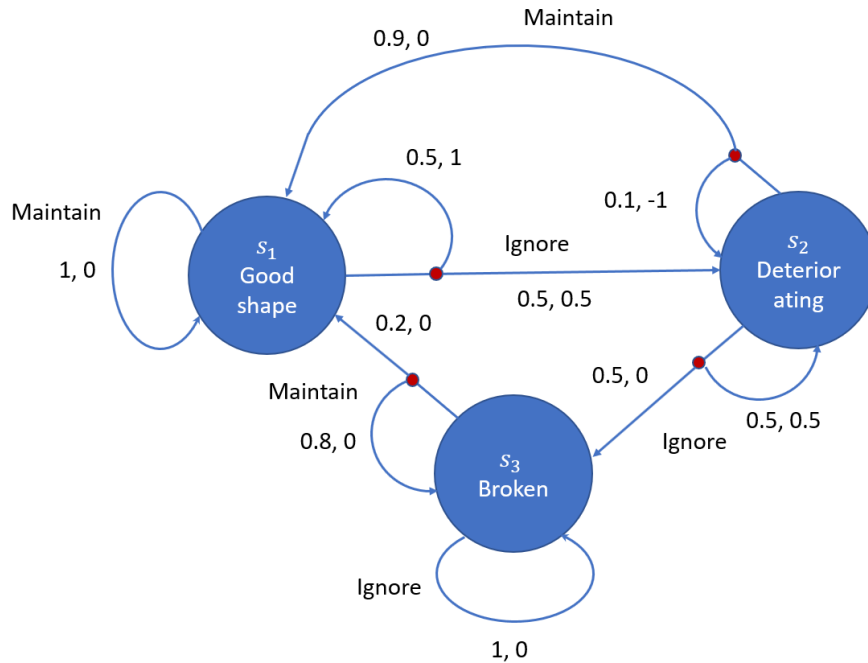 Maintain
0.9, 0
0.5, 1
Maintain
1, 0
s₁
Good
shape
Ignore
0.5, 0.5
0.1, -1
s₂
Deterior
ating
0.2, 0
Maintain
0.8, 0
0.5, 0
Ignore
0.5, 0.5
s₃
Broken
Ignore
1, 0